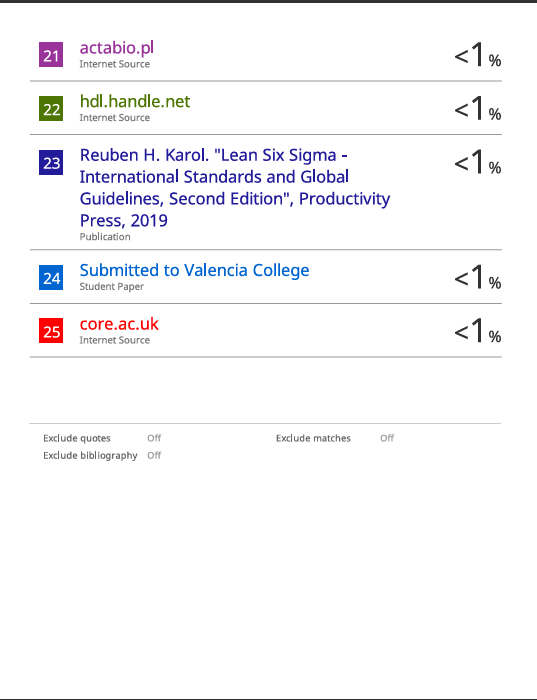 21 actabio.pl <1%
Internet Source
22 hdl.handle.net <1%
Internet Source
23 Reuben H. Karol. "Lean Six Sigma - <1%
International Standards and Global
Guidelines, Second Edition", Productivity
Press, 2019
Publication
24 Submitted to Valencia College <1%
Student Paper
25 core.ac.uk <1%
Internet Source
Exclude quotes Off Exclude matches Off
Exclude bibliography Off